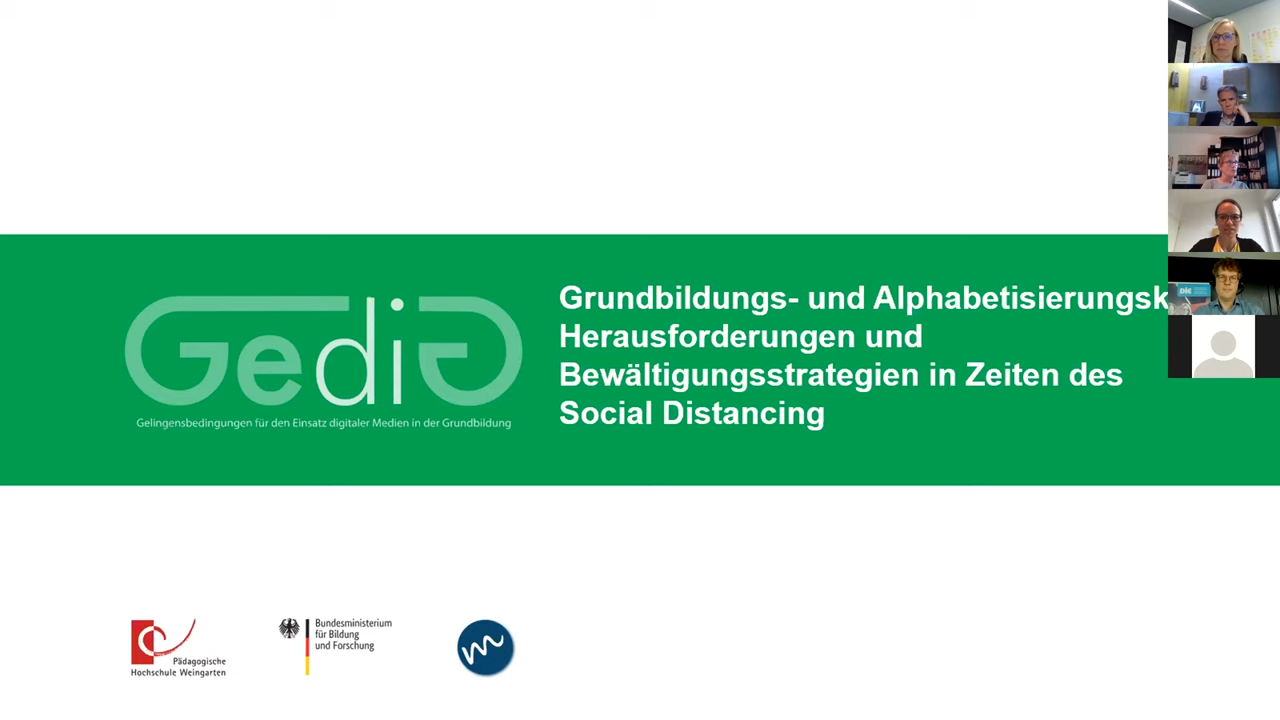 GediG
Gelingensbedingungen für den Einsatz digitaler Medien in der Grundbildung
Grundbildungs- und Alphabetisierungsk
Herausforderungen und
Bewältigungsstrategien in Zeiten des
Social Distancing
Pädagogische
Hochschule Weingarten
Bundesministerium
für Bildung
und Forschung
DIE